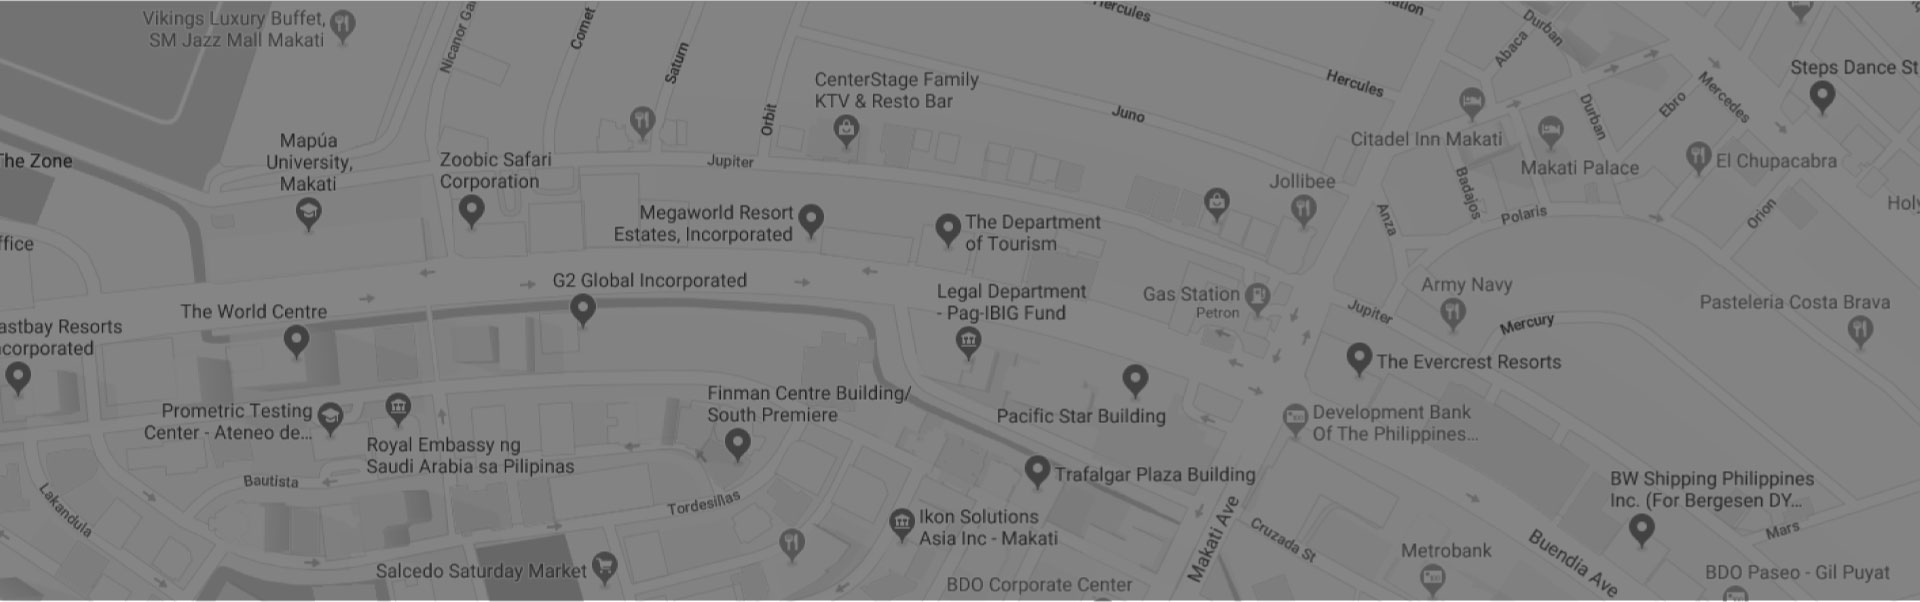 Vikings Luxury Buffet,
SM Jazz Mall Makati
Comet
Saturn
Orbit
CenterStage Family
KTV & Resto Bar
Hercules
Hercules
Juno
Jupiter
Durban
Abaca
Durban
Ebro
Mercedes
Steps Dance St
Citadel Inn Makati
Makati Palace
El Chupacabra
Badajos
Polaris
Anza
Orion
Mapúa
University,
Makati
The Zone
Zoobic Safari
Corporation
Megaworld Resort
Estates, Incorporated
The Department
of Tourism
Jollibee
G2 Global Incorporated
Legal Department
- Pag-IBIG Fund
Gas Station
Petron
Jupiter
Army Navy
Mercury
Pasteleria Costa Brava
The World Centre
astbay Resorts
corporated
The Evercrest Resorts
Finman Centre Building/
South Premiere
Pacific Star Building
Development Bank
Of The Philippines...
Prometric Testing
Center - Ateneo de...
Royal Embassy ng
Saudi Arabia sa Pilipinas
Bautista
Lakandula
Tordesillas
Trafalgar Plaza Building
Makati Ave
Ikon Solutions
Asia Inc - Makati
Cruzada St
BW Shipping Philippines
Inc. (For Bergesen DY...
Mars
Buendia Ave
Metrobank
Salcedo Saturday Market
BDO Corporate Center
BDO Paseo - Gil Puyat